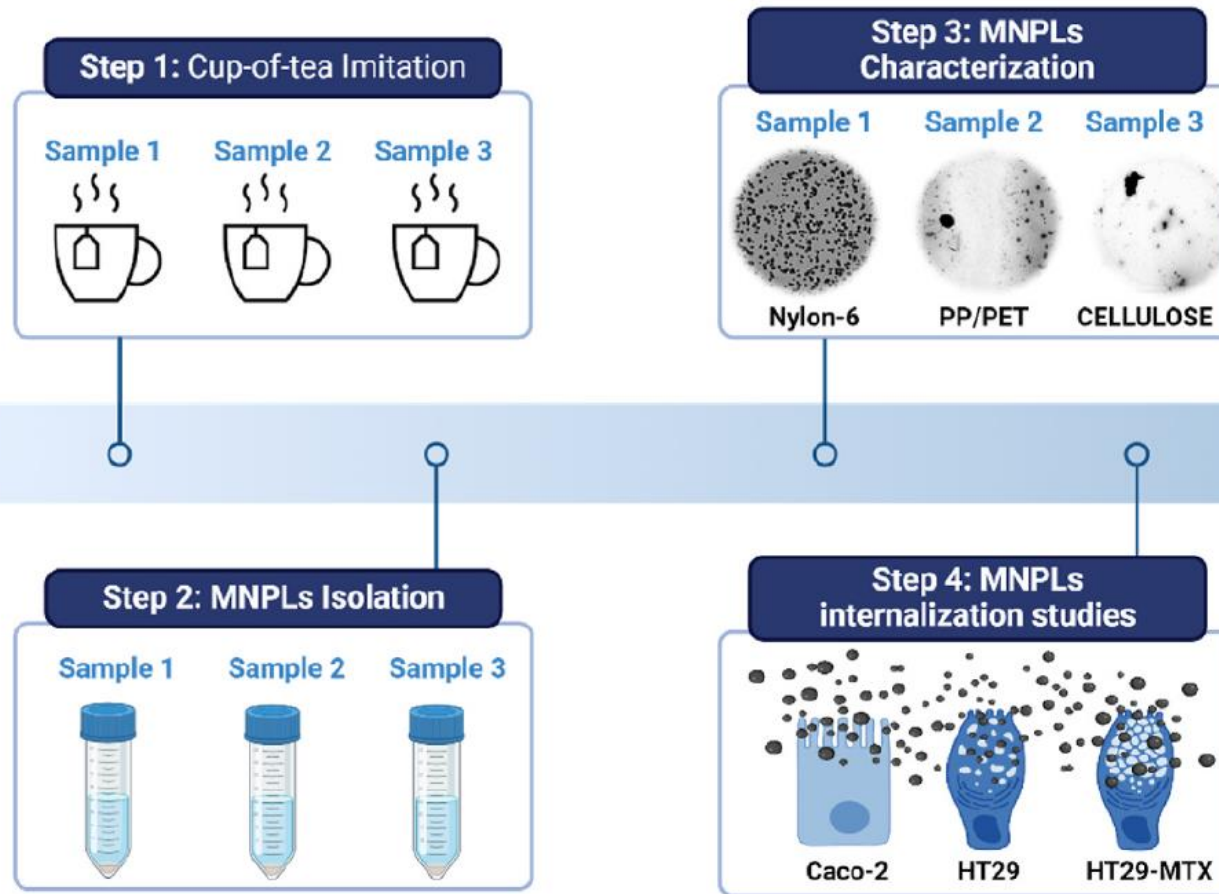 Step 1: Cup-of-tea Imitation
Sample 1 Sample 2 Sample 3
Step 2: MNPLs Isolation
Sample 1 Sample 2 Sample 3
Step 3: MNPLs
Characterization
Sample 1 Sample 2 Sample 3
Nylon-6 PP/PET CELLULOSE
Step 4: MNPLs
internalization studies
Caco-2 HT29 HT29-MTX